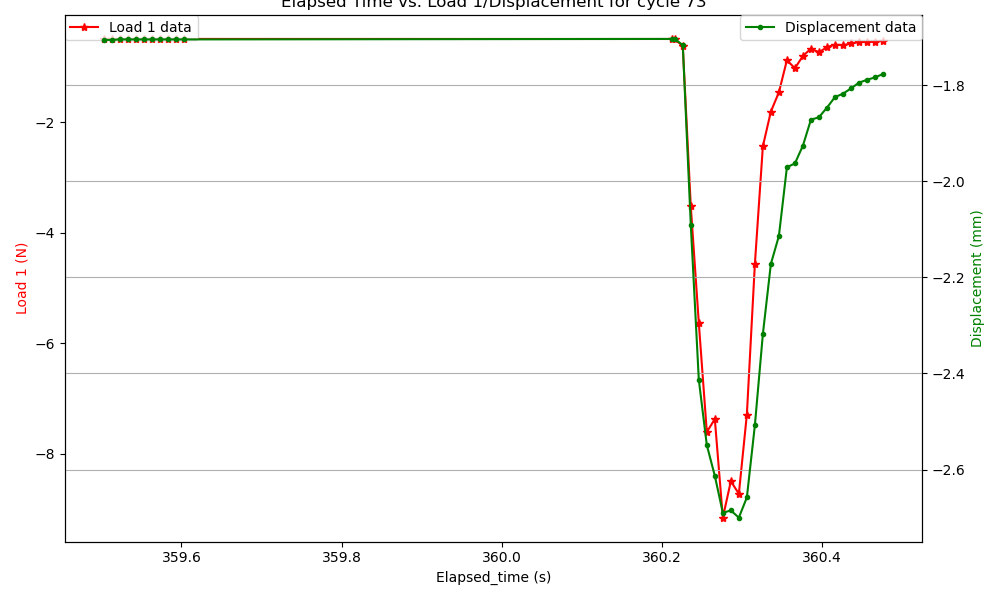 Elapsed Time vs. Load 1/Displacement for cycle 73
Load 1 data
Displacement data
−2
−4
−6
−8
Load 1 (N)
−1.8
−2.0
−2.2
−2.4
−2.6
Displacement (mm)
359.6
359.8
360.0
360.2
360.4
Elapsed_time (s)